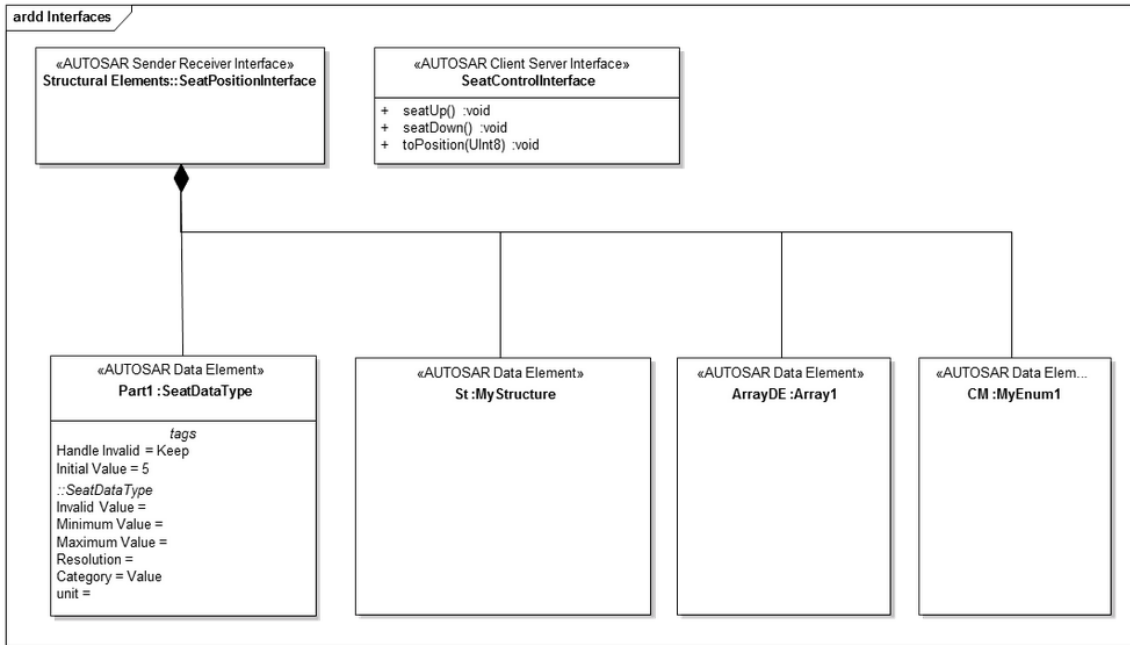 ardd Interfaces
«AUTOSAR Sender Receiver Interface»
Structural Elements::SeatPositionInterface
«AUTOSAR Client Server Interface»
SeatControlInterface
+ seatUp() :void
+ seatDown() :void
+ toPosition(UInt8) :void
«AUTOSAR Data Element»
Part1 :SeatDataType
tags
Handle Invalid = Keep
Initial Value = 5
::SeatDataType
Invalid Value =
Minimum Value =
Maximum Value =
Resolution =
Category = Value
unit =
«AUTOSAR Data Element»
St :MyStructure
«AUTOSAR Data Element»
ArrayDE :Array1
«AUTOSAR Data Elem...
CM :MyEnum1